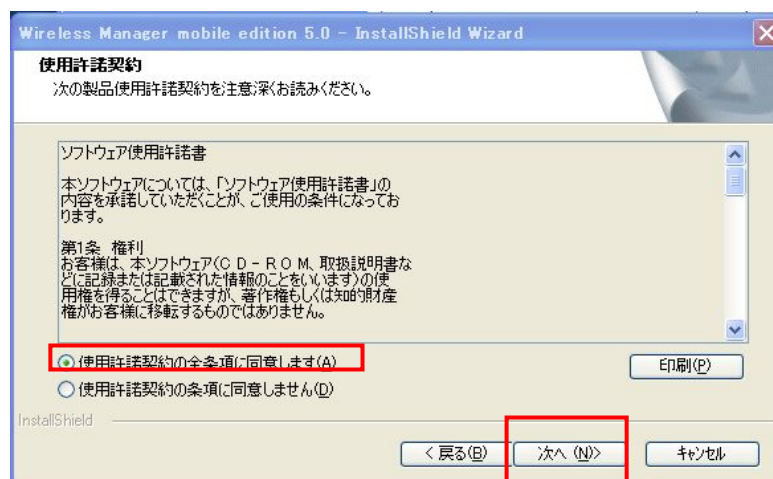 Wireless Manager mobile edition 5.0 - InstallShield Wizard
使用許諾契約
次の製品使用許諾契約を注意深くお読みください。
ソフトウェア使用許諾書
本ソフトウェアについては、「ソフトウェア使用許諾書」の
内容を承諾していただくことが、ご使用の条件になってお
ります。
第1条 権利
お客様は、本ソフトウェア(ＣＤ－ＲＯＭ、取扱説明書な
どに記録または記載された情報のことをいいます)の使
用権を得ることはできますが、著作権もしくは知的財産
権がお客様に移転するものではありません。
使用許諾契約の全条項に同意します(A)
印刷(P)
使用許諾契約の条項に同意しません(D)
InstallShield
< 戻る(B)
次へ (N)>
キャンセル